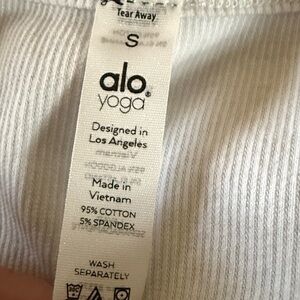 Tear Away
S
alo
yoga
Designed in
Los Angeles
Made in
Vietnam
95% COTTON
5% SPANDEX
WASH
SEPARATELY